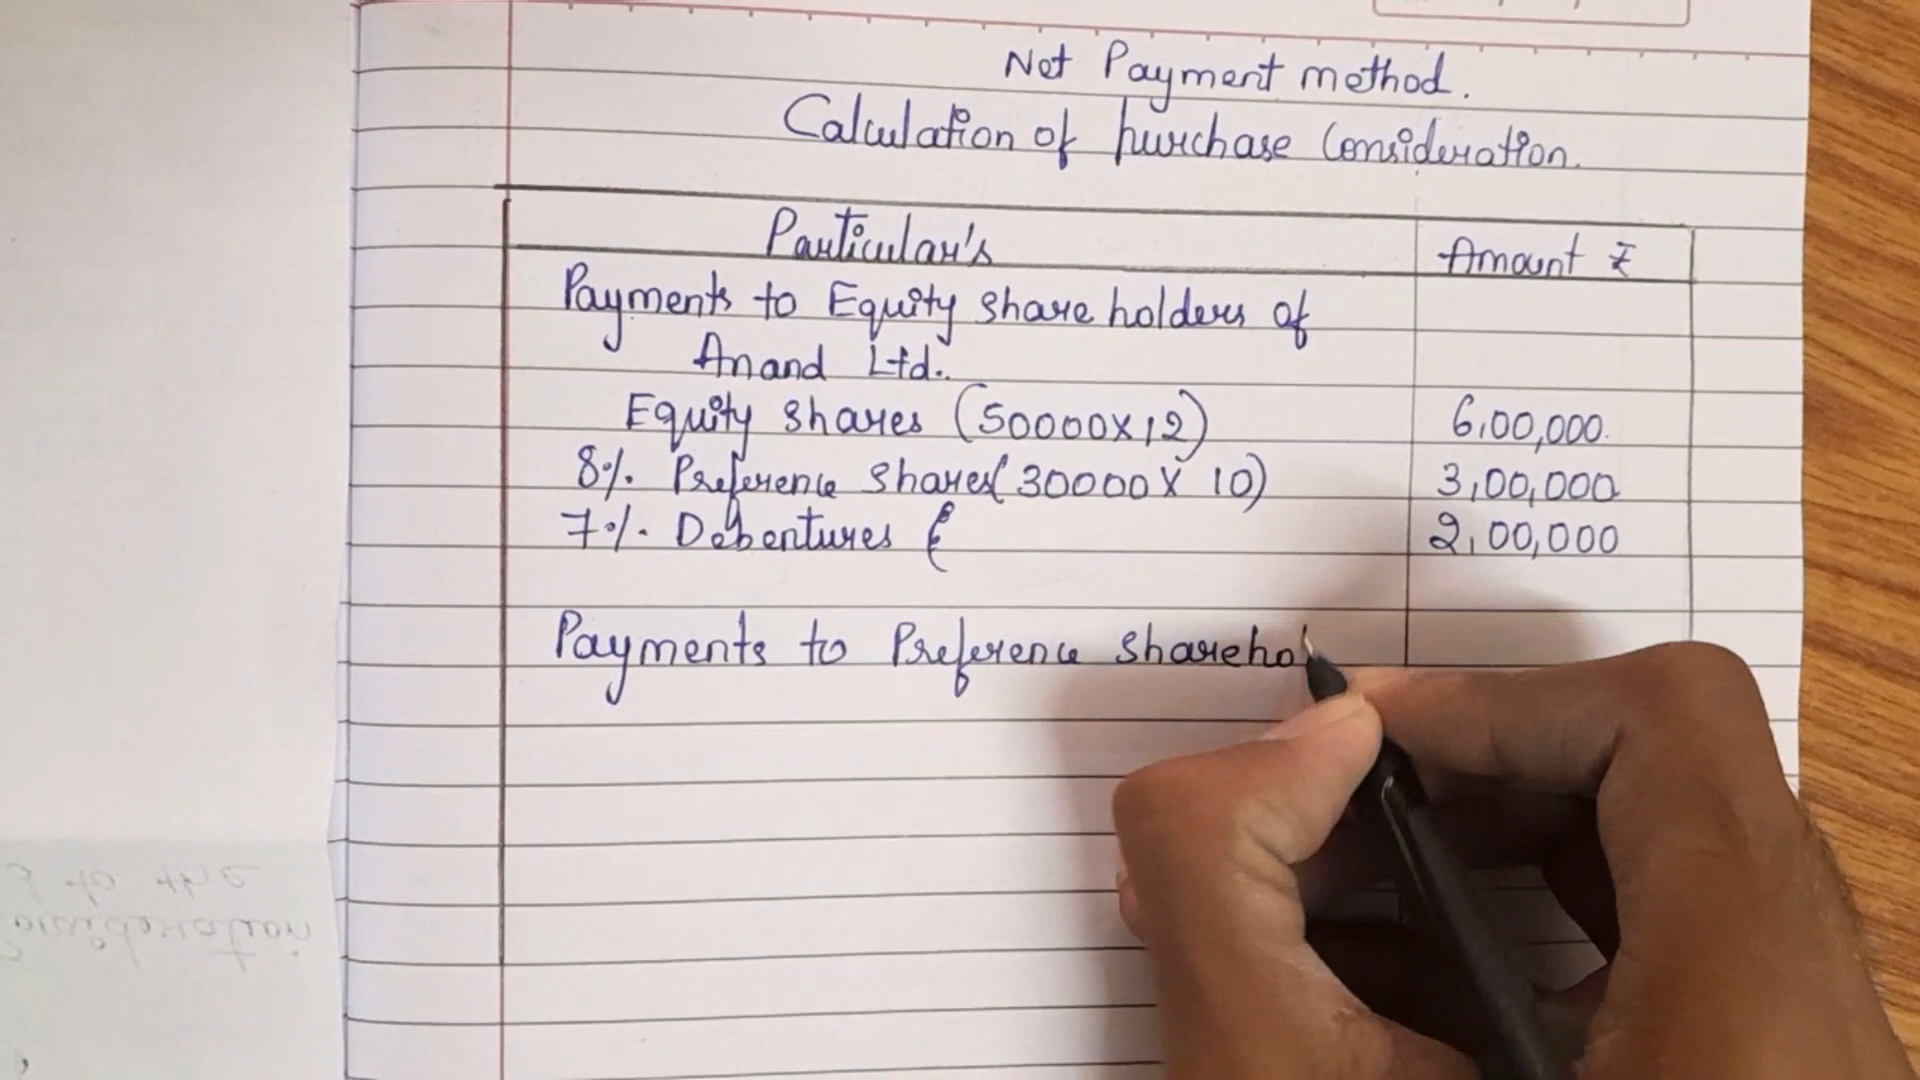 Net Payment method.
Calculation of purchase Consideration.
Particular's Amount ₹
Payments to Equity share holders of
Anand Ltd..
Equity shares (50000×12) 6,00,000.
8% Preference shares(30000× 10) 3,00,000
7% Debentures ( 2,00,000
Payments to Preference shareho